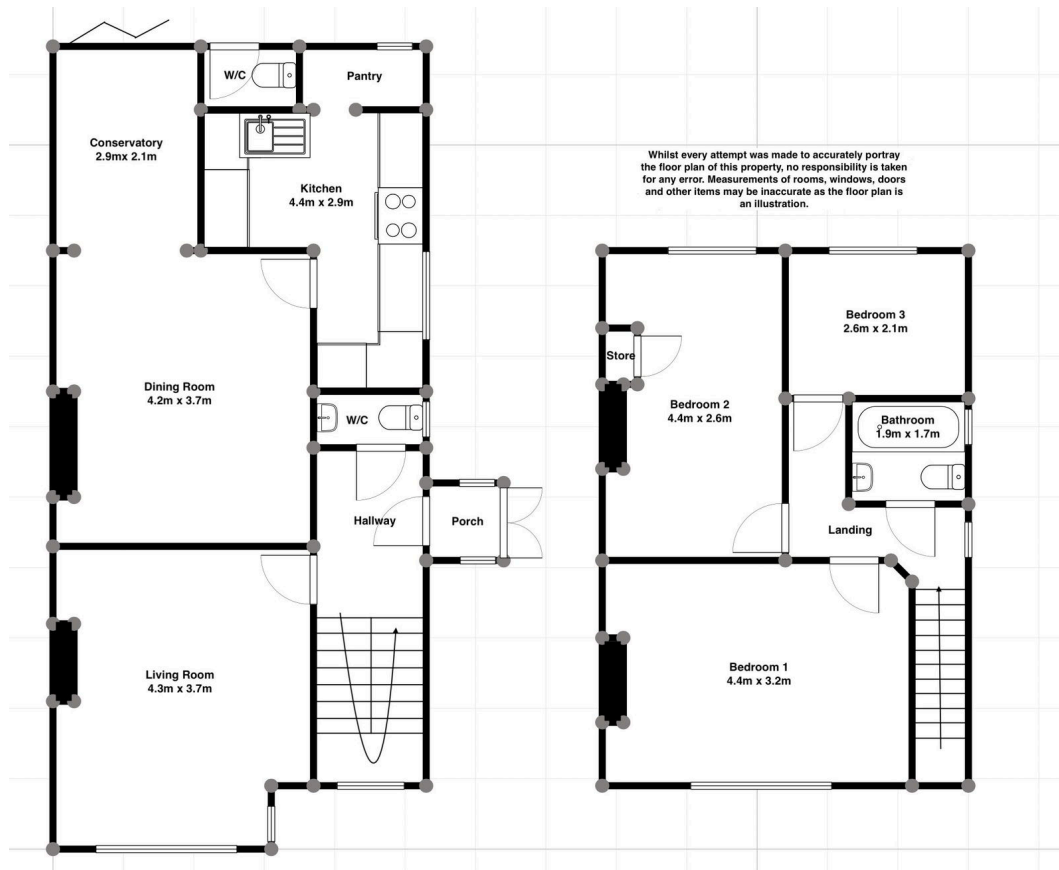 W/C
Pantry
Conservatory
2.9mx 2.1m
Kitchen
4.4m x 2.9m
Whilst every attempt was made to accurately portray
the floor plan of this property, no responsibility is taken
for any error. Measurements of rooms, windows, doors
and other items may be inaccurate as the floor plan is
an illustration.
Dining Room
4.2m x 3.7m
W/C
Hallway
Porch
Living Room
4.3m x 3.7m
Bedroom 3
2.6m x 2.1m
Store
Bedroom 2
4.4m x 2.6m
Bathroom
1.9m x 1.7m
Landing
Bedroom 1
4.4m x 3.2m